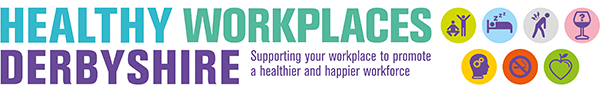 HEALTHY WORKPLACES
DERBYSHIRE
Supporting your workplace to promote
a healthier and happier workforce